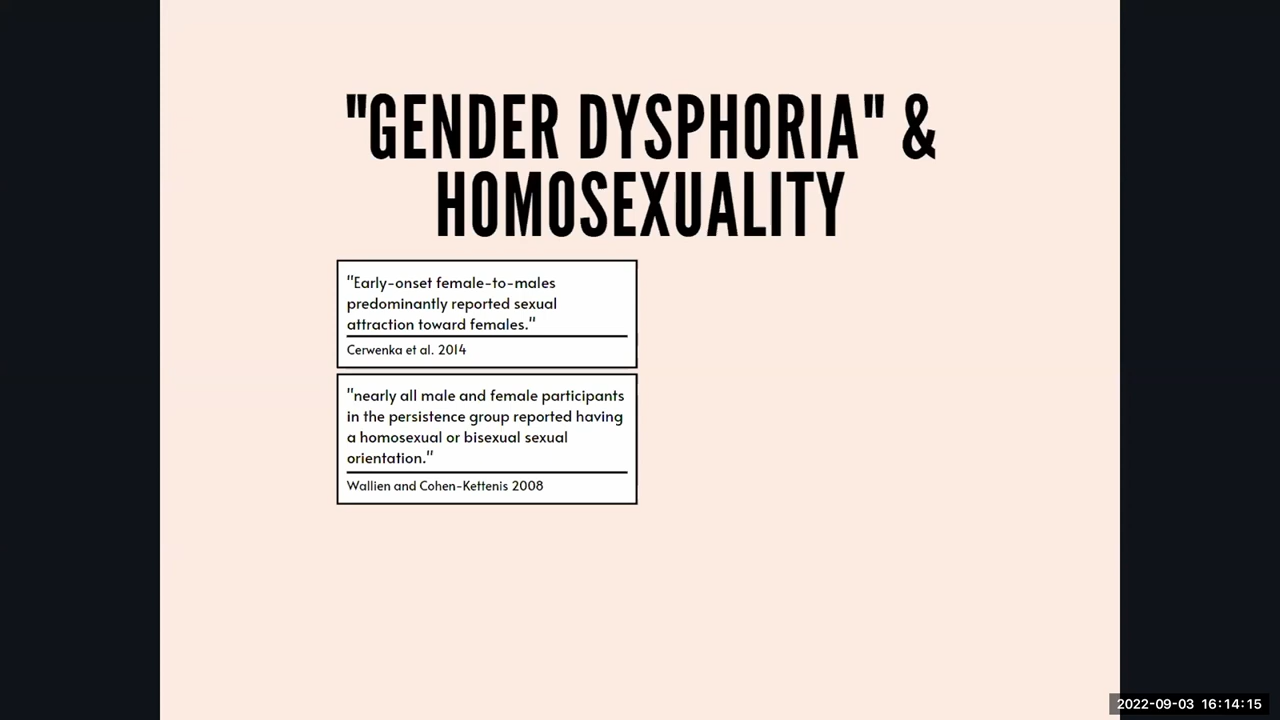 "GENDER DYSPHORIA" &
HOMOSEXUALITY
"Early-onset female-to-males
predominantly reported sexual
attraction toward females."
Cerwenka et al. 2014
"nearly all male and female participants
in the persistence group reported having
a homosexual or bisexual sexual
orientation."
Wallien and Cohen-Kettenis 2008
2022-09-03 16:14:15